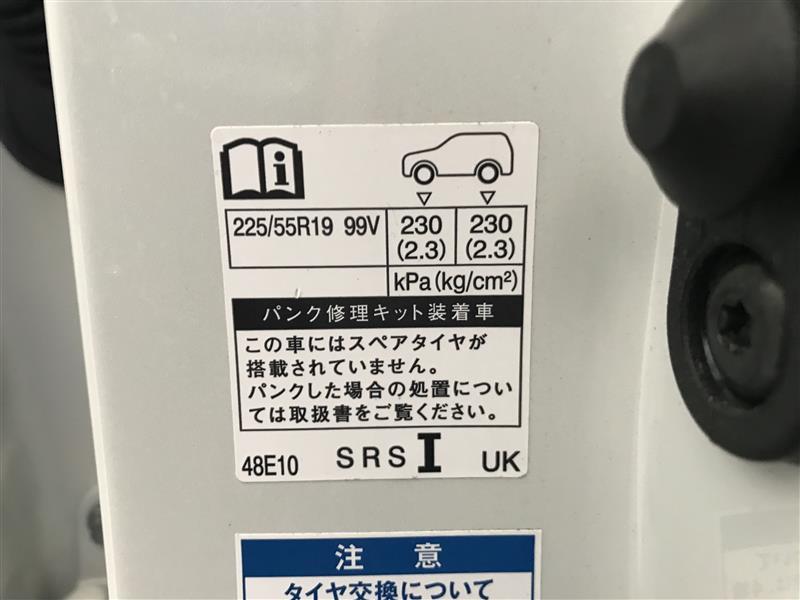 225/55R19 99V 230 230
(2.3) (2.3)
kPa(kg/cm²)
パンク修理キット装着車
この車にはスペアタイヤが
搭載されていません。
パンクした場合の処置につい
ては取扱書をご覧ください。
48E10 SRS I UK
注 意
タイヤ交換について